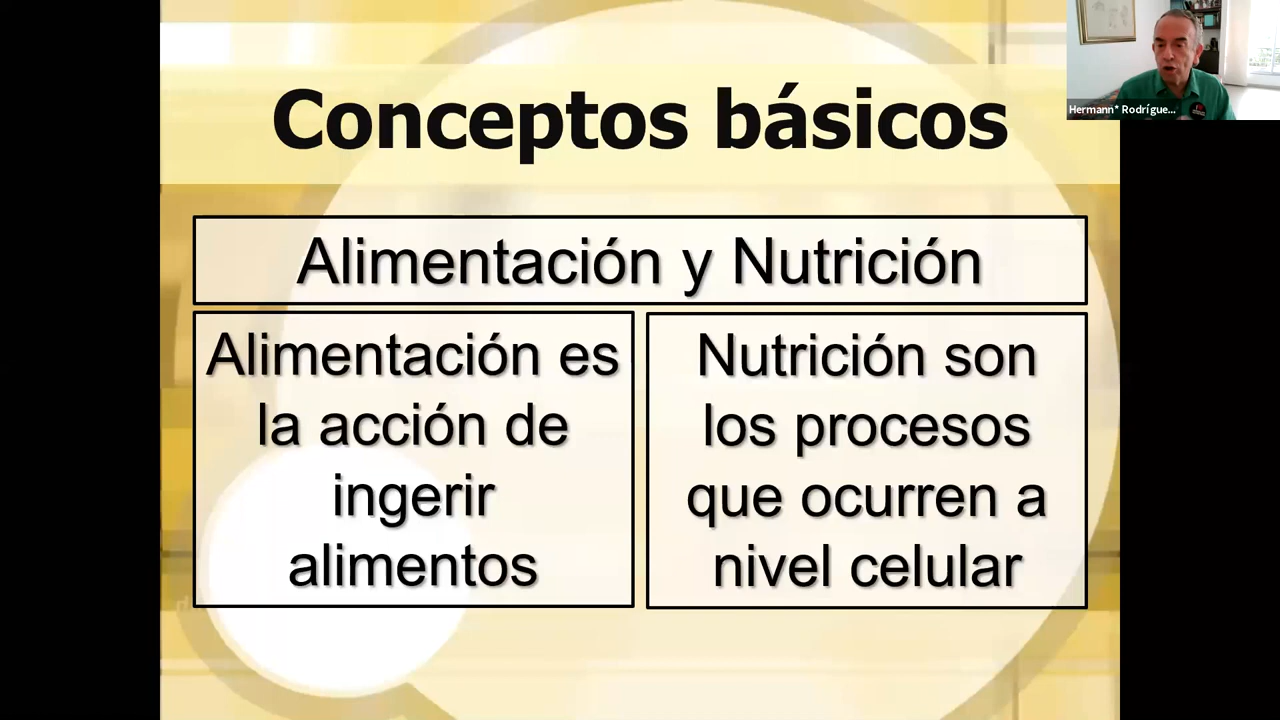 Conceptos básicos
Hermann* Rodrígue...
Alimentación y Nutrición
Alimentación es
la acción de
ingerir
alimentos
Nutrición son
los procesos
que ocurren a
nivel celular